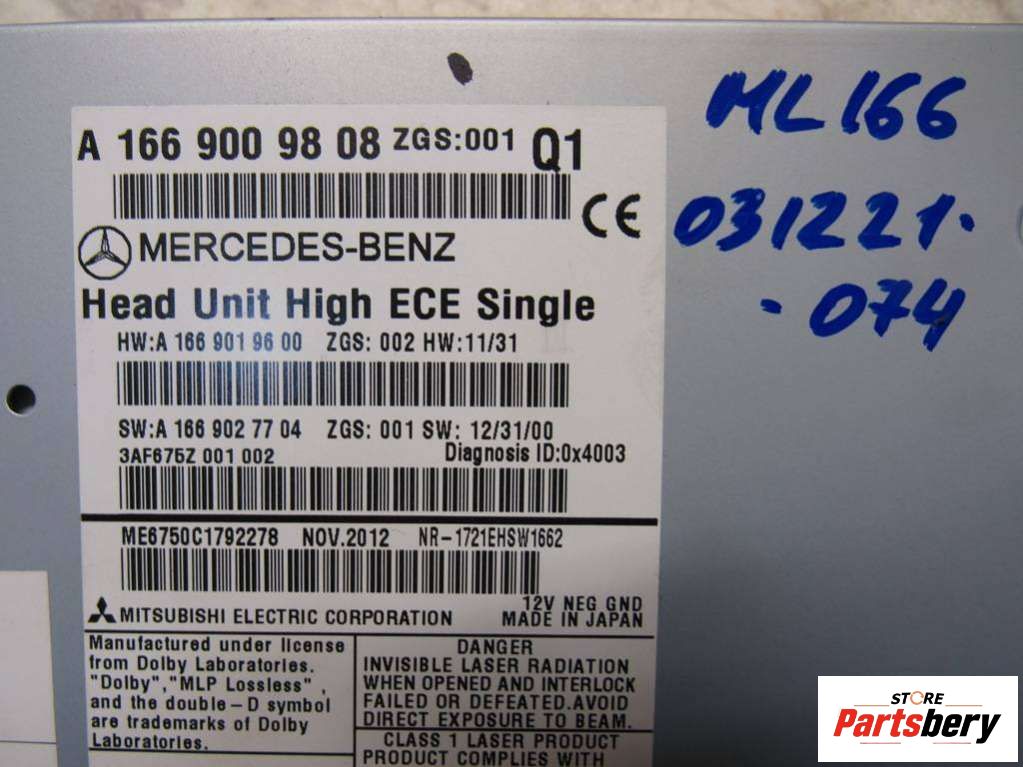 A 166 900 98 08 ZGS:001 Q1
CE
MERCEDES-BENZ
Head Unit High ECE Single
HW:A 166 901 96 00 ZGS: 002 HW:11/31
SW:A 166 902 77 04 ZGS: 001 SW: 12/31/00
3AF675Z 001 002 Diagnosis ID:0x4003
ME6750C1792278 NOV.2012 NR-1721EHSW1662
MITSUBISHI ELECTRIC CORPORATION
12V NEG GND
MADE IN JAPAN
Manufactured under license
from Dolby Laboratories.
"Dolby","MLP Lossless",
and the double-D symbol
are trademarks of Dolby
Laboratories.
DANGER
INVISIBLE LASER RADIATION
WHEN OPENED AND INTERLOCK
FAILED OR DEFEATED.AVOID
DIRECT EXPOSURE TO BEAM.
CLASS 1 LASER PRODUCT
PRODUCT COMPLIES WITH
ML166
031221.
-074
STORE
Partsbery